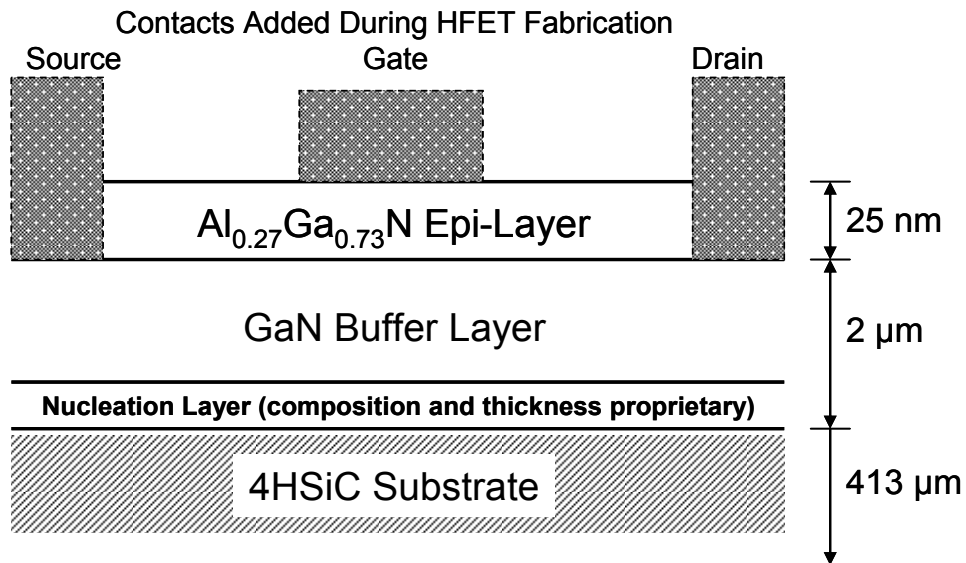 Contacts Added During HFET Fabrication
Source Gate Drain
Al0.27Ga0.73N Epi-Layer
25 nm
GaN Buffer Layer
2 µm
Nucleation Layer (composition and thickness proprietary)
4HSiC Substrate
413 µm